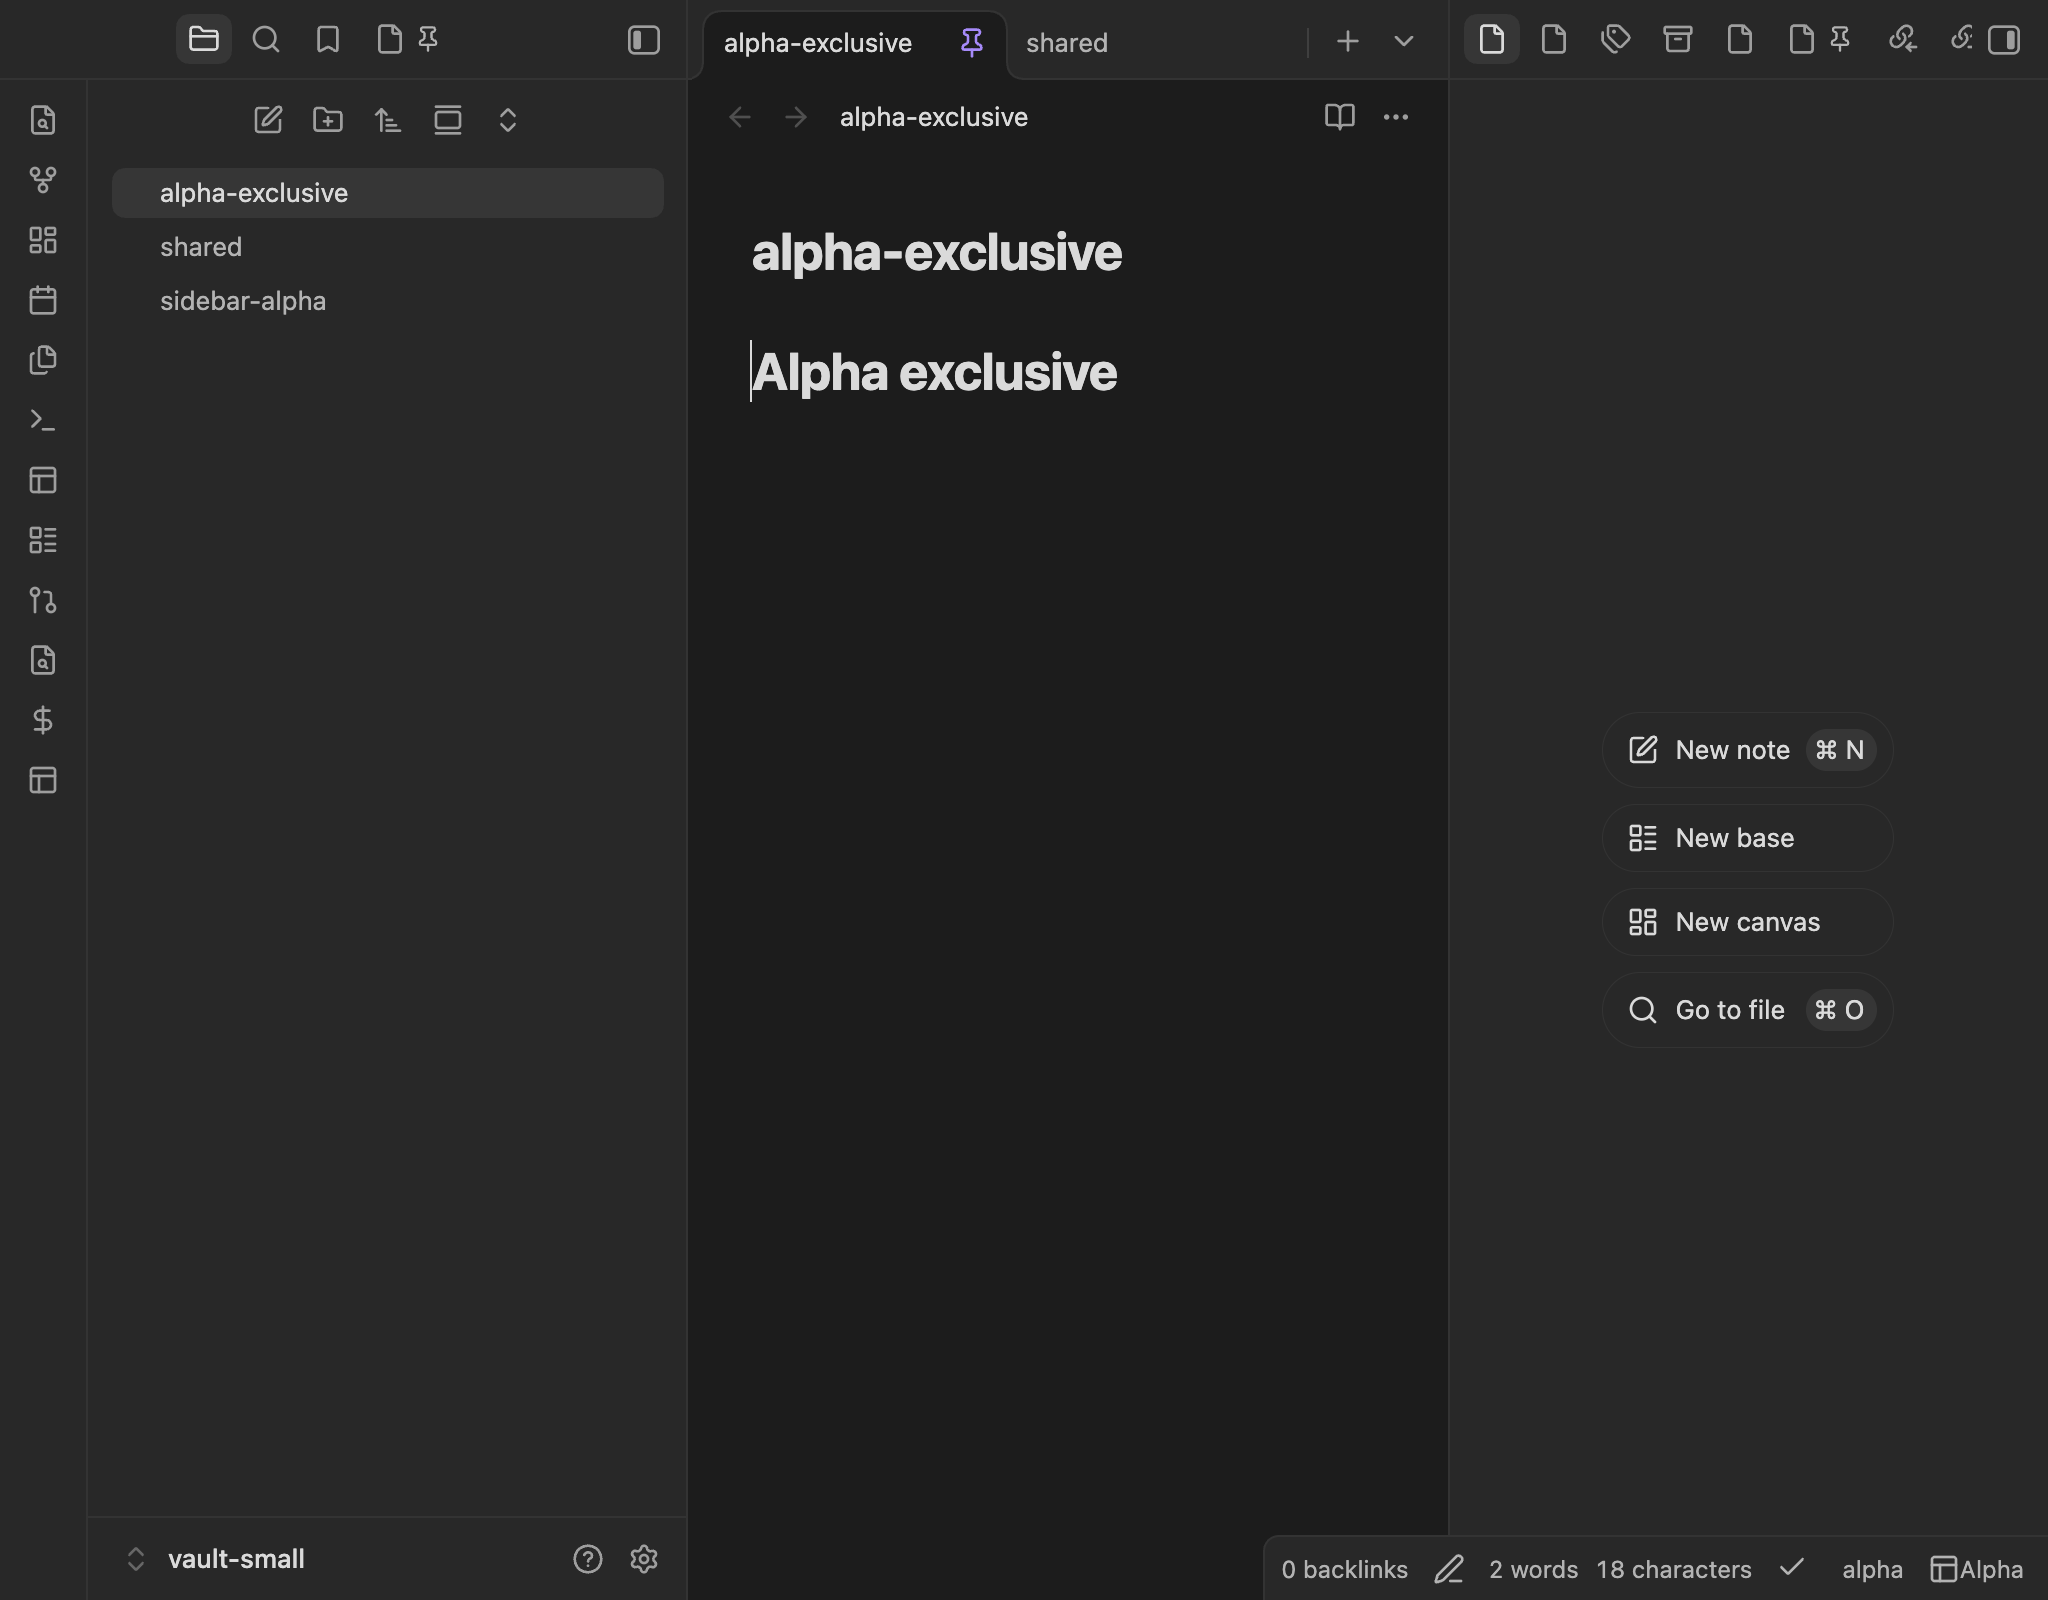 alpha-exclusive
shared
alpha-exclusive
alpha-exclusive
shared
sidebar-alpha
alpha-exclusive
Alpha exclusive
New note ⌘ N
New base
New canvas
Go to file ⌘ O
vault-small
0 backlinks 2 words 18 characters alpha Alpha